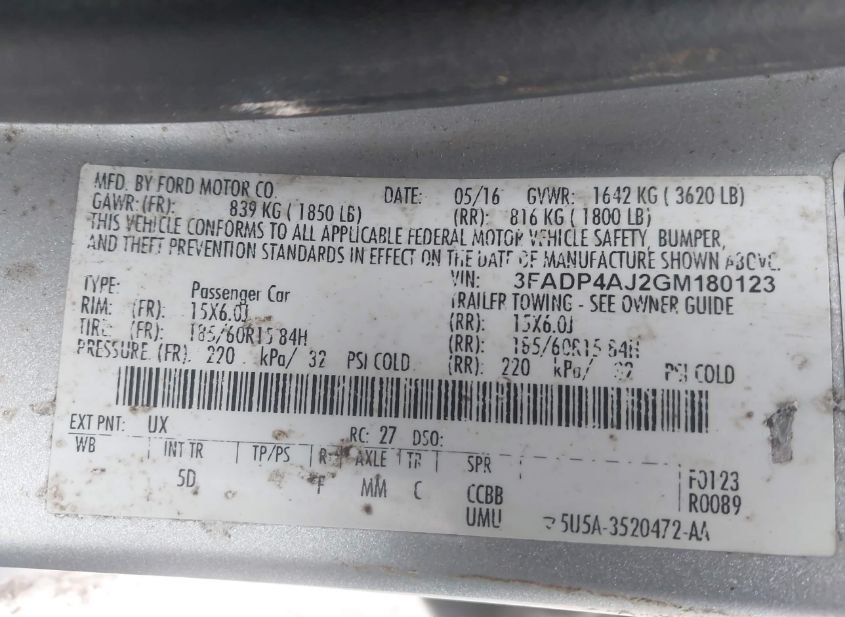 MFD. BY FORD MOTOR CO. DATE: 05/16 GVWR: 1642 KG ( 3620 LB)
GAWR: (FR): 839 KG ( 1850 LB) (RR): 816 KG ( 1800 LB)
THIS VEHICLE CONFORMS TO ALL APPLICABLE FEDERAL MOTOR VEHICLE SAFETY, BUMPER,
AND THEFT PREVENTION STANDARDS IN EFFECT ON THE DATE OF MANUFACTURE SHOWN ABOVE.
VIN: 3FADP4AJ2GM180123
TYPE: Passenger Car TRAILER TOWING - SEE OWNER GUIDE
RIM: (FR): 15X6.0J (RR): 15X6.0J
TIRE: (FR): 185/60R15 84H (RR): 185/60R15 84H
PRESSURE: (FR): 220 kPa/ 32 PSI COLD (RR): 220 kPa/ 32 PSI COLD
EXT PNT: UX RC: 27 DSO:
WB INT TR TP/PS R AXLE TR SPR
5D F MM C CCBB F0123
R0089
UMU 5U5A-3520472-AA